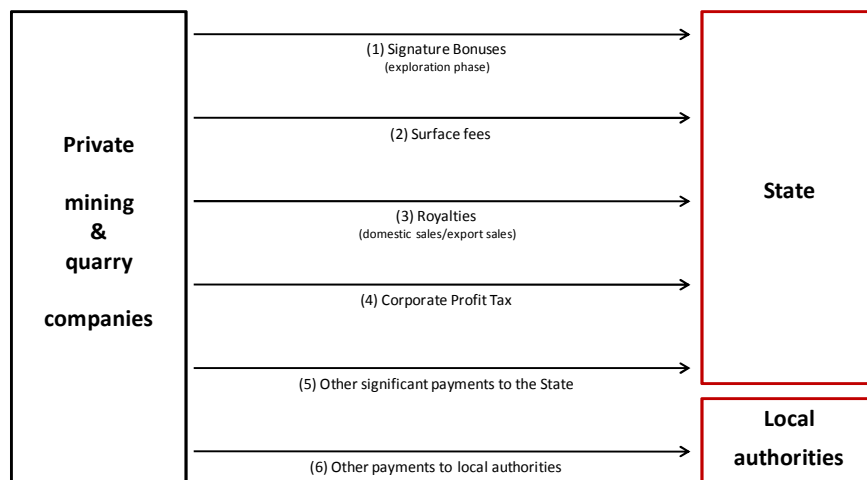 Private
mining
&
quarry
companies
(1) Signature Bonuses
(exploration phase)
(2) Surface fees
(3) Royalties
(domestic sales/export sales)
(4) Corporate Profit Tax
(5) Other significant payments to the State
(6) Other payments to local authorities
State
Local
authorities